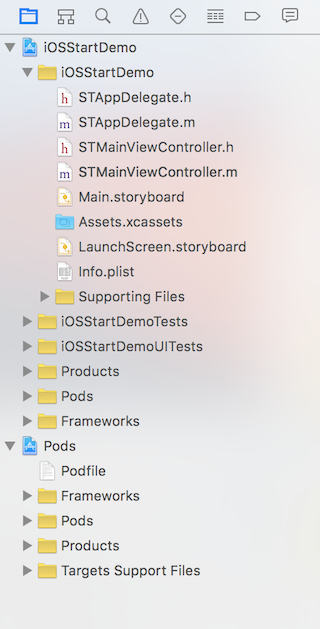 iOSStartDemo
iOSStartDemo
h STAppDelegate.h
m STAppDelegate.m
h STMainViewController.h
m STMainViewController.m
Main.storyboard
Assets.xcassets
LaunchScreen.storyboard
Info.plist
Supporting Files
iOSStartDemoTests
iOSStartDemoUITests
Products
Pods
Frameworks
Pods
Podfile
Frameworks
Pods
Products
Targets Support Files